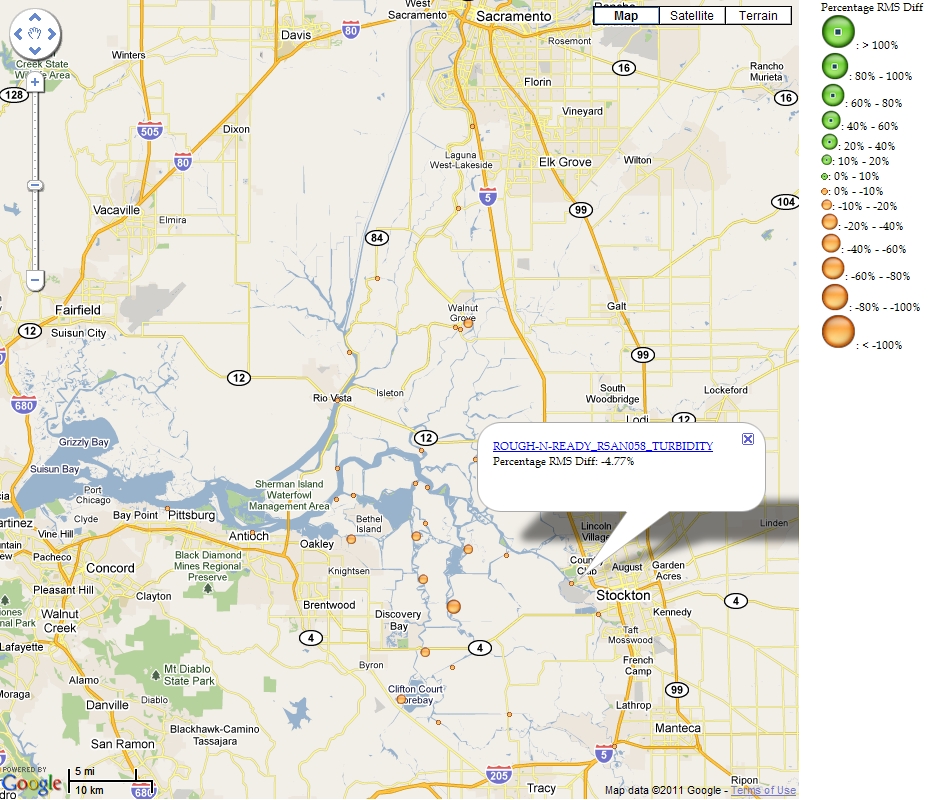 West
Sacramento
Sacramento
Map
Satellite
Terrain
Percentage RMS Diff
: > 100%
: 80% - 100%
: 60% - 80%
: 40% - 60%
: 20% - 40%
: 10% - 20%
: 0% - 10%
: 0% - -10%
: -10% - -20%
: -20% - -40%
: -40% - -60%
: -60% - -80%
: -80% - -100%
: < -100%
Davis
80
Winters
Creek State
Area
128
Rosemont
16
Rancho
Murieta
16
Florin
Vineyard
505
Dixon
80
Laguna
West-Lakeside
Elk Grove
Wilton
5
99
104
Vacaville
Elmira
84
Fairfield
Suisun City
12
Walnut
Grove
Galt
99
12
Rio Vista
Isleton
South
Woodbridge
Lockeford
680
Lodi
12
12
Grizzly Bay
Suisun Bay
ROUGH-N-READY_RSAN058_TURBIDITY
Percentage RMS Diff: -4.77%
Port
Chicago
Sherman Island
Waterfowl
Management Area
Clyde
Bay Point
Pittsburg
Antioch
Oakley
Bethel
Island
Lincoln
Village
Linden
Vine Hill
Pacheco
Concord
Black Diamond
Mines Regional
Preserve
Knightsen
August
Garden
Acres
Pleasant Hill
Clayton
Brentwood
Stockton
4
Kennedy
Walnut
Creek
Discovery
Bay
4
4
Taft
Mosswood
Lafayette
Byron
French
Camp
Mt Diablo
State Park
Alamo
Diablo
Clifton Court
Forebay
99
Moraga
Danville
Lathrop
Blackhawk-Camino
Tassajara
Manteca
San Ramon
5
POWERED BY
Google
5 mi
10 km
680
205
Tracy
Ripon
Map data ©2011 Google - Terms of Use